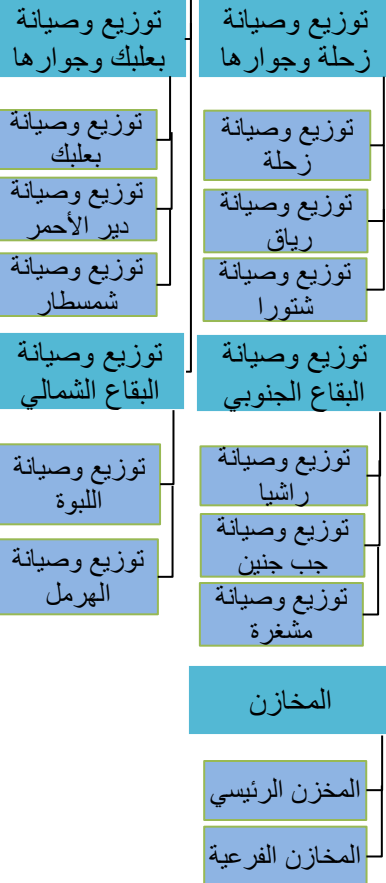 توزيع وصيانة
زحلة وجوارها
توزيع وصيانة
زحلة
توزيع وصيانة
رياق
توزيع وصيانة
شتورا
توزيع وصيانة
بعلبك وجوارها
توزيع وصيانة
بعلبك
توزيع وصيانة
دير الأحمر
توزيع وصيانة
شمسطار
توزيع وصيانة
البقاع الجنوبي
توزيع وصيانة
راشيا
توزيع وصيانة
جب جنين
توزيع وصيانة
مشغرة
توزيع وصيانة
البقاع الشمالي
توزيع وصيانة
اللبوة
توزيع وصيانة
الهرمل
المخازن
المخزن الرئيسي
المخازن الفرعية